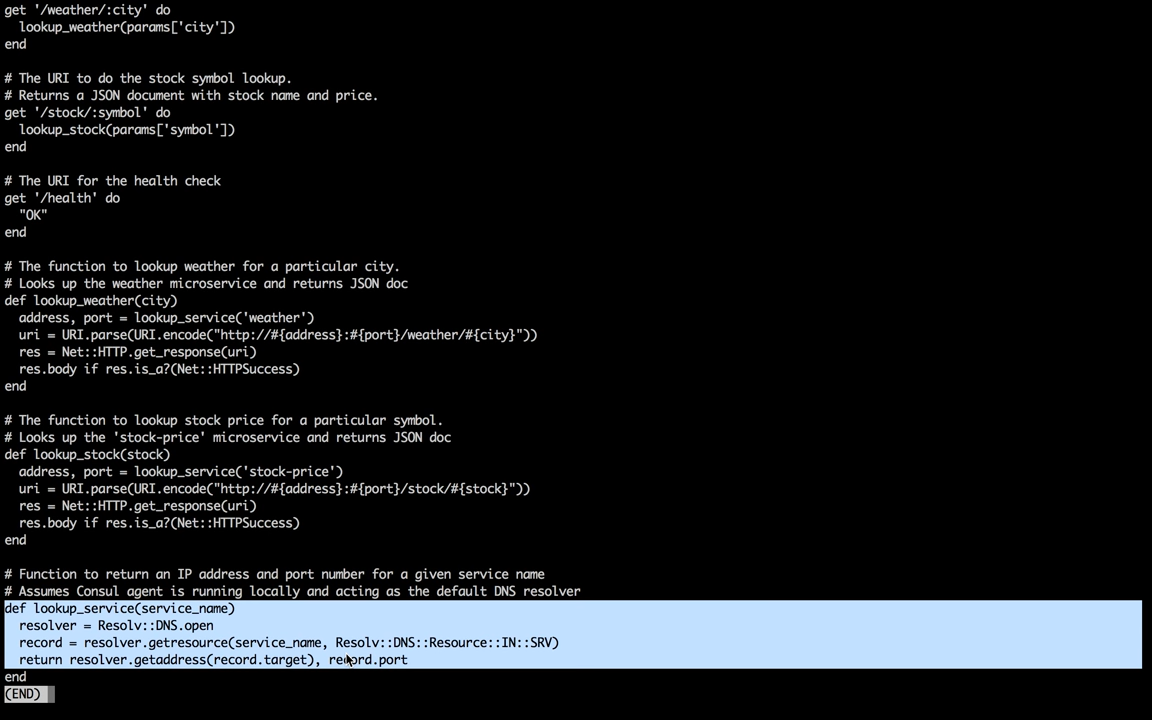 get '/weather/:city' do
  lookup_weather(params['city'])
end

# The URI to do the stock symbol lookup.
# Returns a JSON document with stock name and price.
get '/stock/:symbol' do
  lookup_stock(params['symbol'])
end

# The URI for the health check
get '/health' do
  "OK"
end

# The function to lookup weather for a particular city.
# Looks up the weather microservice and returns JSON doc
def lookup_weather(city)
  address, port = lookup_service('weather')
  uri = URI.parse(URI.encode("http://#{address}:#{port}/weather/#{city}"))
  res = Net::HTTP.get_response(uri)
  res.body if res.is_a?(Net::HTTPSuccess)
end

# The function to lookup stock price for a particular symbol.
# Looks up the 'stock-price' microservice and returns JSON doc
def lookup_stock(stock)
  address, port = lookup_service('stock-price')
  uri = URI.parse(URI.encode("http://#{address}:#{port}/stock/#{stock}"))
  res = Net::HTTP.get_response(uri)
  res.body if res.is_a?(Net::HTTPSuccess)
end

# Function to return an IP address and port number for a given service name
# Assumes Consul agent is running locally and acting as the default DNS resolver
def lookup_service(service_name)
  resolver = Resolv::DNS.open
  record = resolver.getresource(service_name, Resolv::DNS::Resource::IN::SRV)
  return resolver.getaddress(record.target), record.port
end
(END)